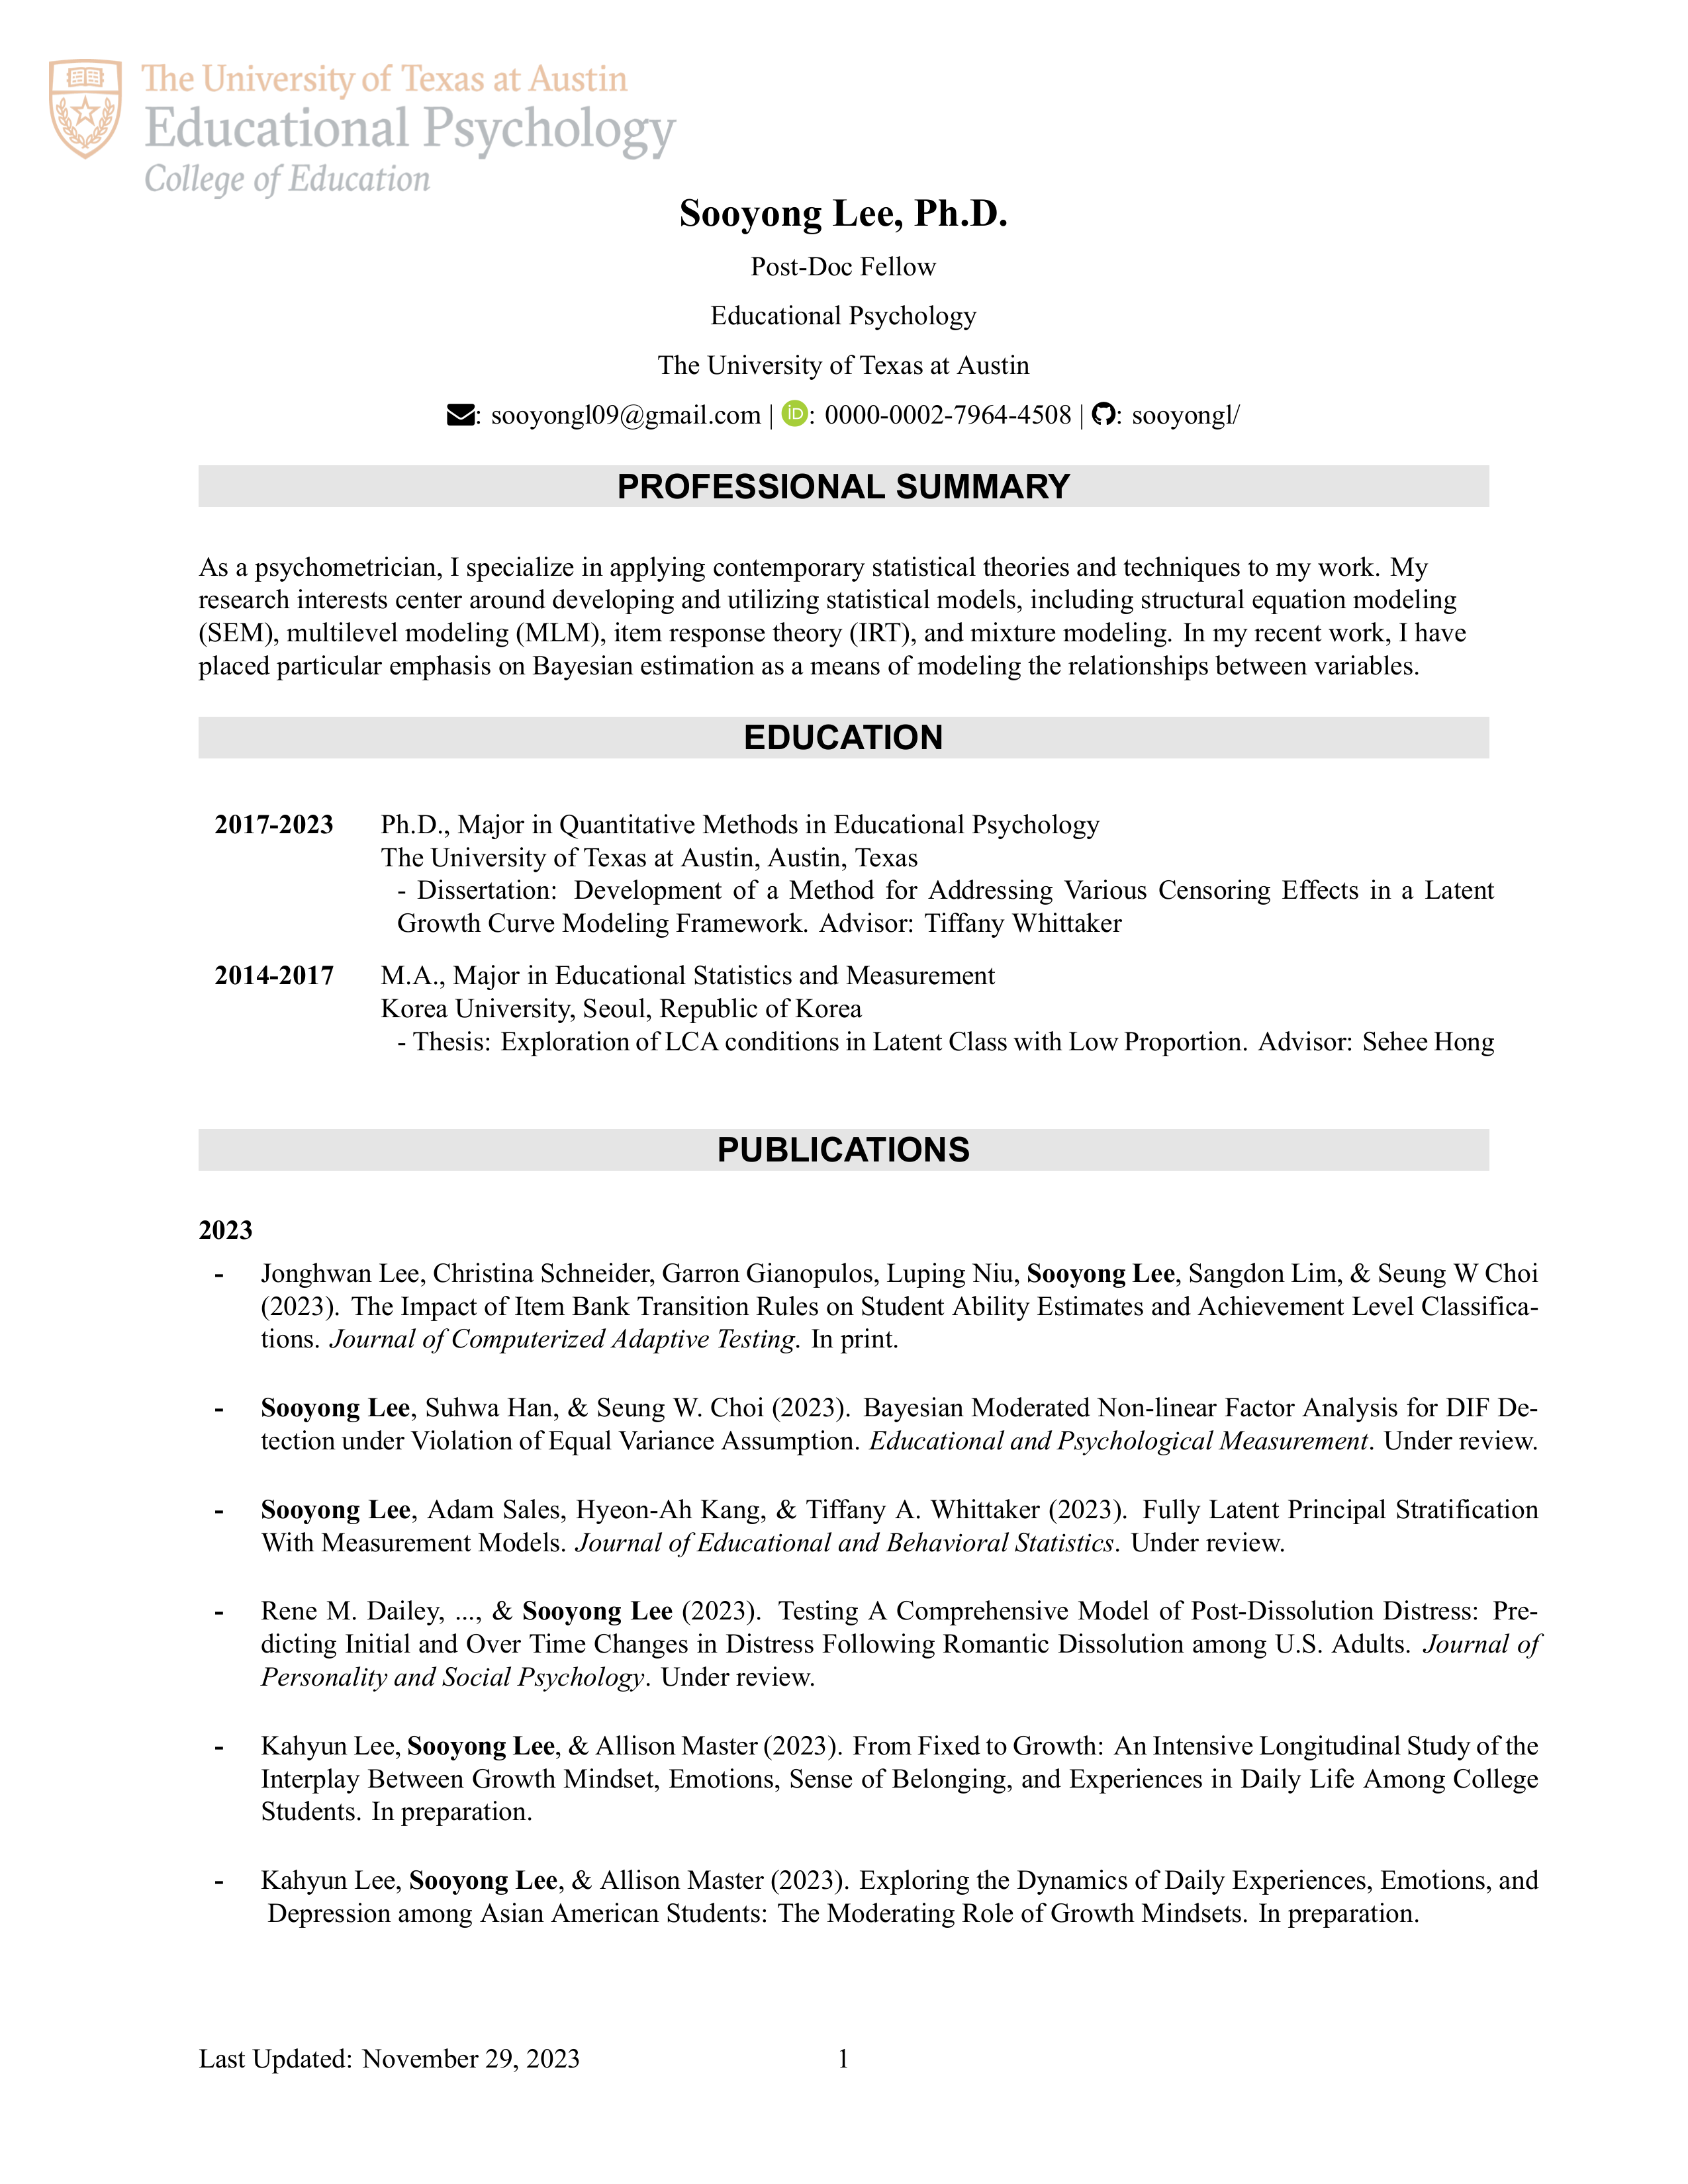 The University of Texas at Austin
Educational Psychology
College of Education
Sooyong Lee, Ph.D.
Post-Doc Fellow
Educational Psychology
The University of Texas at Austin
: sooyongl09@gmail.com | iD: 0000-0002-7964-4508 | : sooyongl/
PROFESSIONAL SUMMARY
As a psychometrician, I specialize in applying contemporary statistical theories and techniques to my work. My
research interests center around developing and utilizing statistical models, including structural equation modeling
(SEM), multilevel modeling (MLM), item response theory (IRT), and mixture modeling. In my recent work, I have
placed particular emphasis on Bayesian estimation as a means of modeling the relationships between variables.
EDUCATION
2017-2023 Ph.D., Major in Quantitative Methods in Educational Psychology
The University of Texas at Austin, Austin, Texas
- Dissertation: Development of a Method for Addressing Various Censoring Effects in a Latent
Growth Curve Modeling Framework. Advisor: Tiffany Whittaker
2014-2017 M.A., Major in Educational Statistics and Measurement
Korea University, Seoul, Republic of Korea
- Thesis: Exploration of LCA conditions in Latent Class with Low Proportion. Advisor: Sehee Hong
PUBLICATIONS
2023
- Jonghwan Lee, Christina Schneider, Garron Gianopulos, Luping Niu, Sooyong Lee, Sangdon Lim, & Seung W Choi
(2023). The Impact of Item Bank Transition Rules on Student Ability Estimates and Achievement Level Classifica-
tions. Journal of Computerized Adaptive Testing. In print.
- Sooyong Lee, Suhwa Han, & Seung W. Choi (2023). Bayesian Moderated Non-linear Factor Analysis for DIF De-
tection under Violation of Equal Variance Assumption. Educational and Psychological Measurement. Under review.
- Sooyong Lee, Adam Sales, Hyeon-Ah Kang, & Tiffany A. Whittaker (2023). Fully Latent Principal Stratification
With Measurement Models. Journal of Educational and Behavioral Statistics. Under review.
- Rene M. Dailey, ..., & Sooyong Lee (2023). Testing A Comprehensive Model of Post-Dissolution Distress: Pre-
dicting Initial and Over Time Changes in Distress Following Romantic Dissolution among U.S. Adults. Journal of
Personality and Social Psychology. Under review.
- Kahyun Lee, Sooyong Lee, & Allison Master (2023). From Fixed to Growth: An Intensive Longitudinal Study of the
Interplay Between Growth Mindset, Emotions, Sense of Belonging, and Experiences in Daily Life Among College
Students. In preparation.
- Kahyun Lee, Sooyong Lee, & Allison Master (2023). Exploring the Dynamics of Daily Experiences, Emotions, and
Depression among Asian American Students: The Moderating Role of Growth Mindsets. In preparation.
Last Updated: November 29, 2023 1